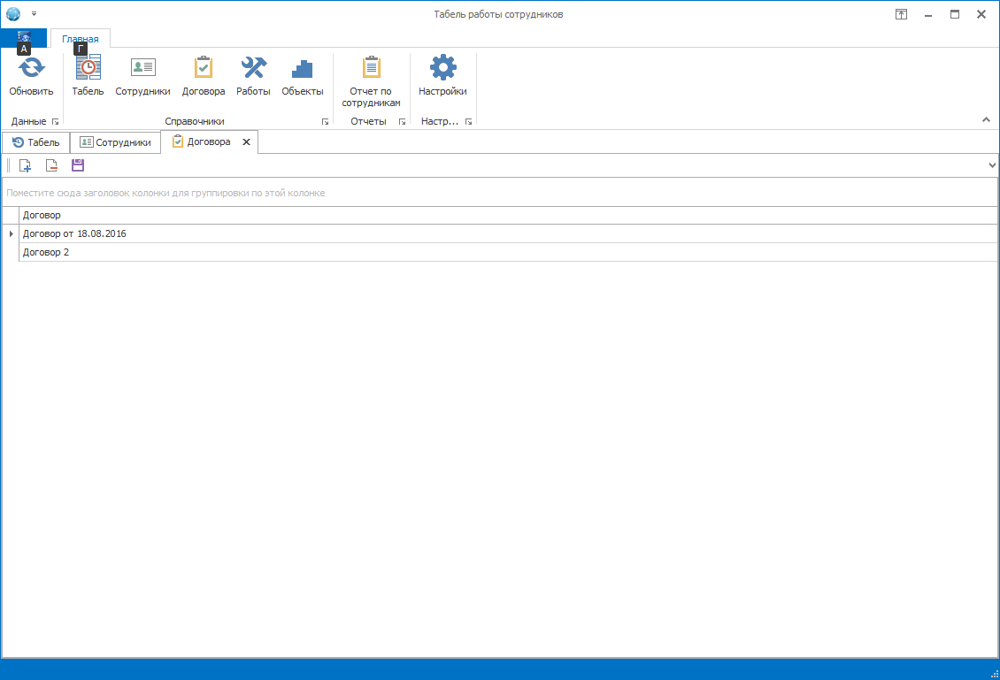 Табель работы сотрудников
Главная
А
Г
Обновить
Табель
Сотрудники
Договора
Работы
Объекты
Отчет по
сотрудникам
Настройки
Данные
Справочники
Отчеты
Настр...
Табель
Сотрудники
Договора
Поместите сюда заголовок колонки для группировки по этой колонке
Договор
Договор от 18.08.2016
Договор 2